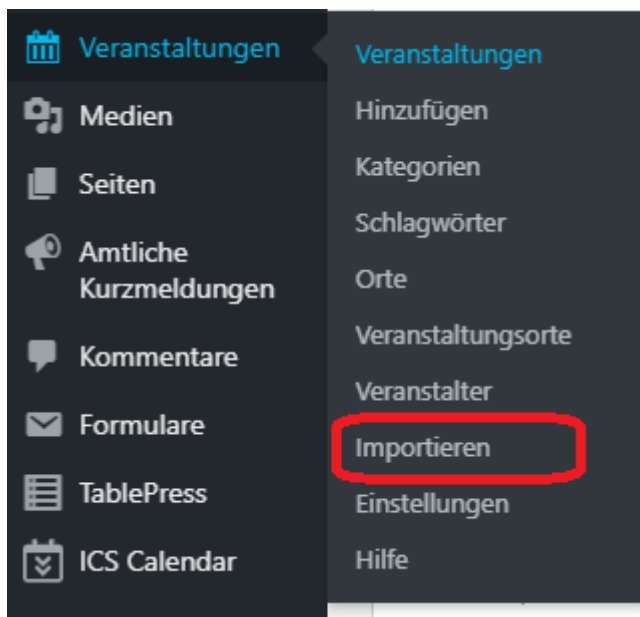 Veranstaltungen
Medien
Seiten
Amtliche
Kurzmeldungen
Kommentare
Formulare
TablePress
ICS Calendar
Veranstaltungen
Hinzufügen
Kategorien
Schlagwörter
Orte
Veranstaltungsorte
Veranstalter
Importieren
Einstellungen
Hilfe